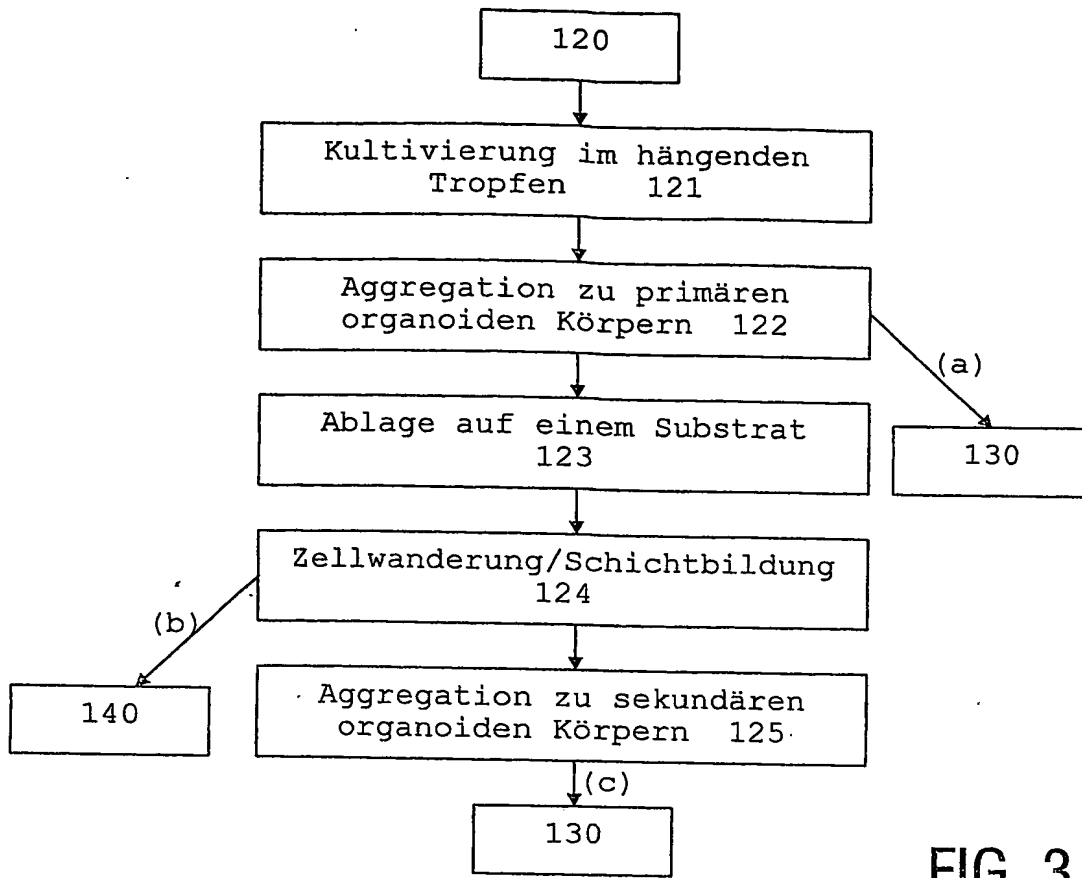 120
Kultivierung im hängenden
Tropfen 121
Aggregation zu primären
organoiden Körpern 122
(a)
Ablage auf einem Substrat
123
130
Zellwanderung/Schichtbildung
124
(b)
140
Aggregation zu sekundären
organoiden Körpern 125
(c)
130
FIG. 3